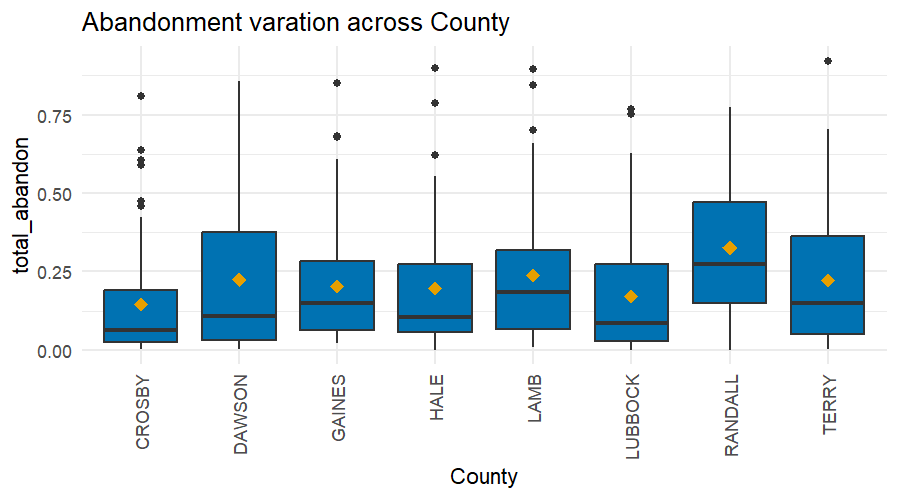 Abandonment varation across County
total_abandon
0.75
0.50
0.25
0.00
CROSBY
DAWSON
GAINES
HALE
LAMB
LUBBOCK
RANDALL
TERRY
County